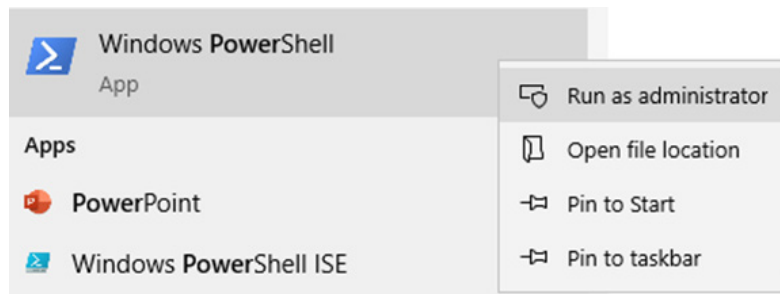 Windows PowerShell
App
Apps
PowerPoint
Windows PowerShell ISE
Run as administrator
Open file location
Pin to Start
Pin to taskbar